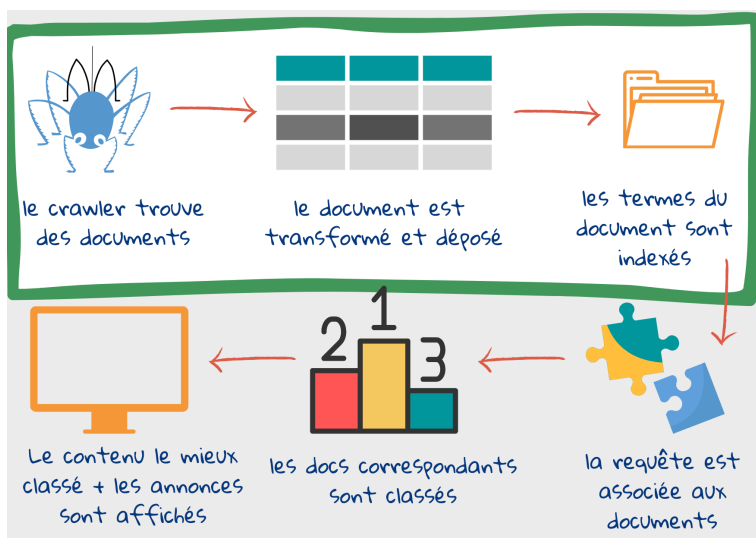 le crawler trouve
des documents
le document est
transformé et déposé
les termes du
document sont
indexés
la requête est
associée aux
documents
2
1
3
les docs correspondants
sont classés
Le contenu le mieux
classé + les annonces
sont affichés